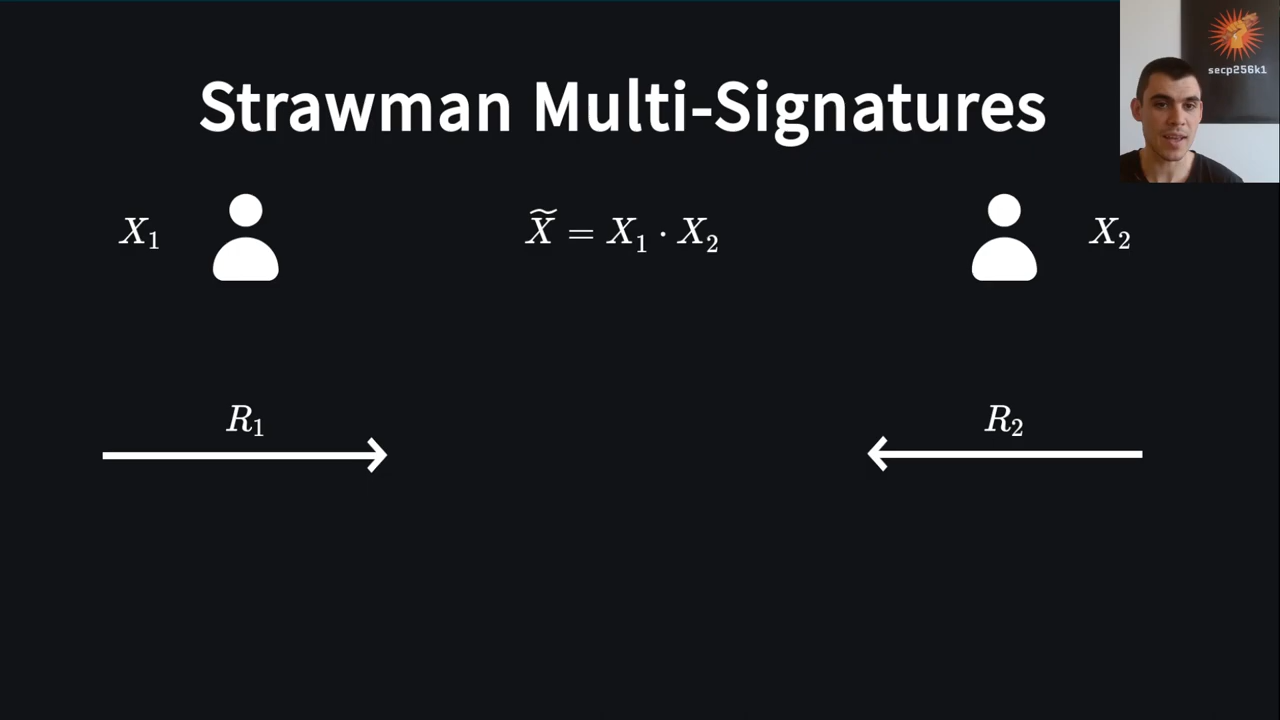 Strawman Multi-Signatures
secp256k1
X₁
X̃ = X₁ · X₂
X₂
R₁
R₂